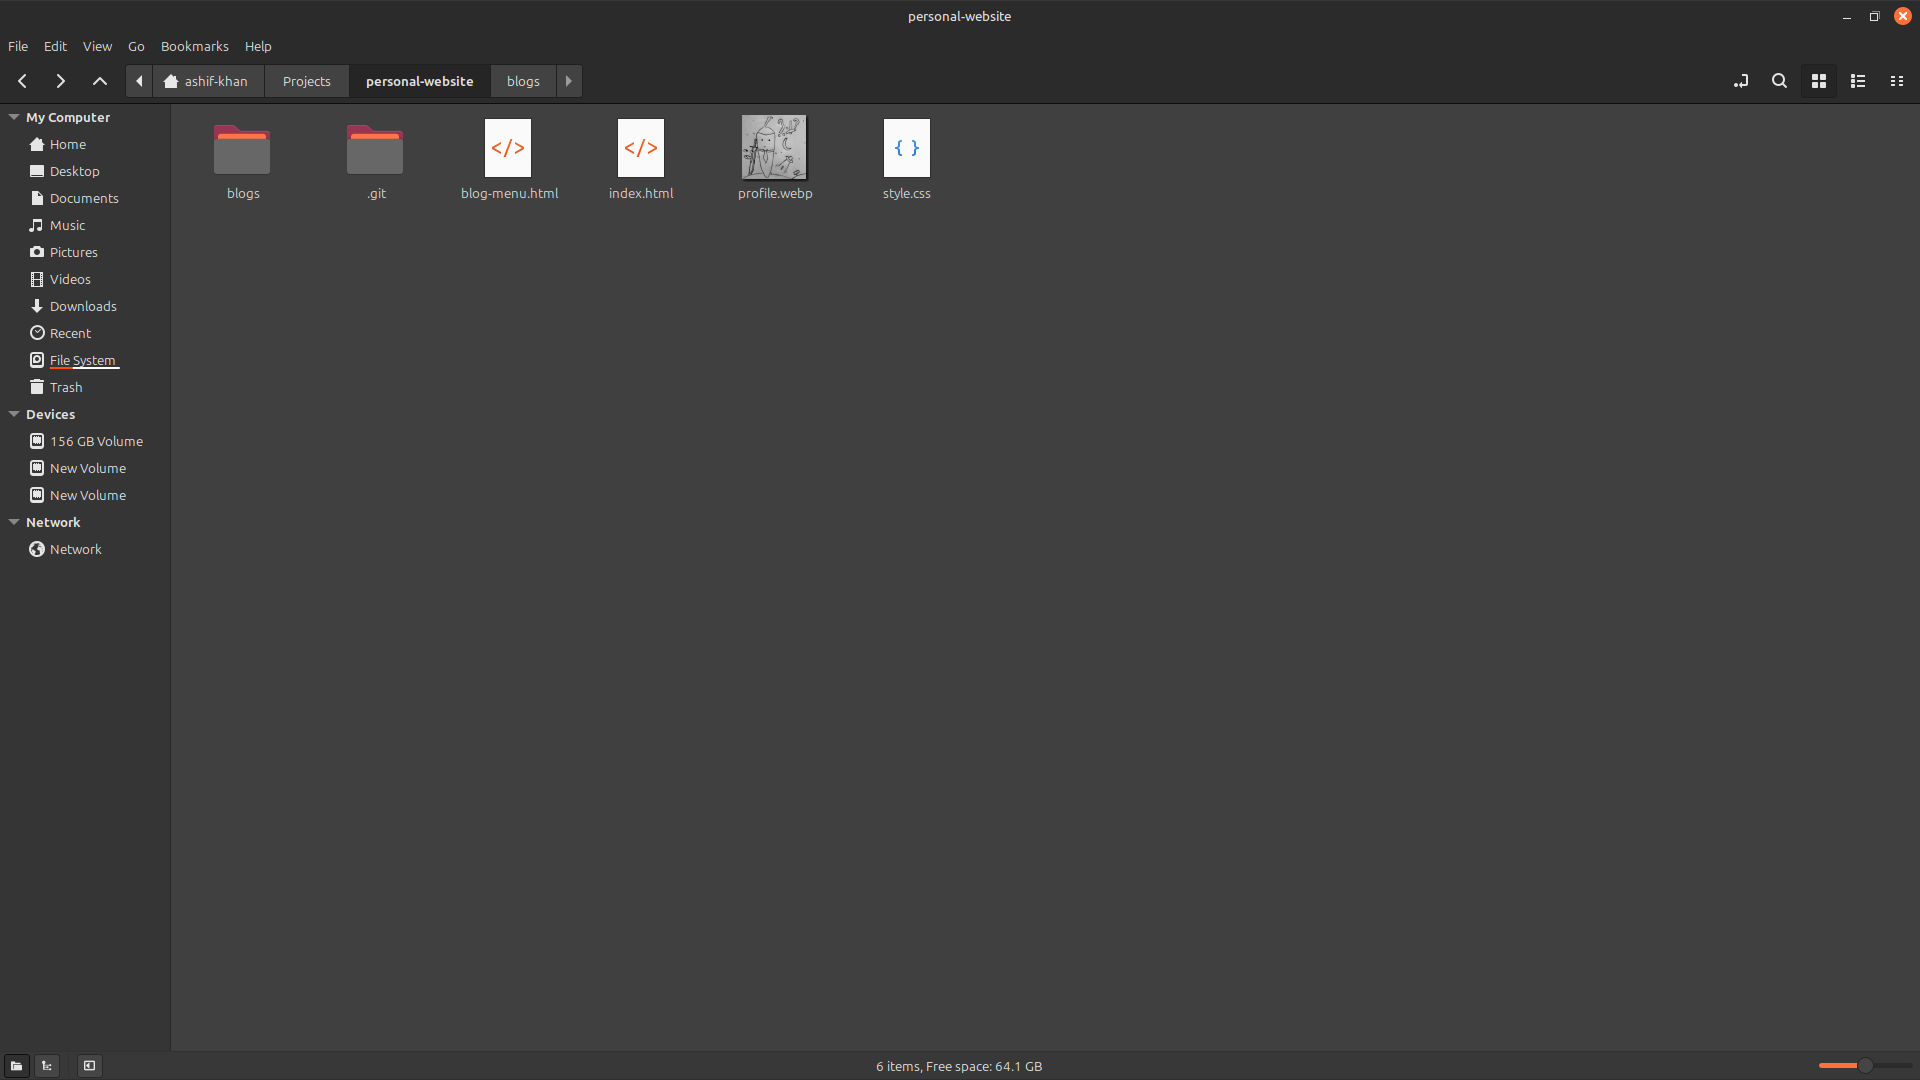 personal-website
File Edit View Go Bookmarks Help
ashif-khan Projects personal-website blogs
My Computer
Home
Desktop
Documents
Music
Pictures
Videos
Downloads
Recent
File System
Trash
Devices
156 GB Volume
New Volume
New Volume
Network
Network
</> </> { }
blogs .git blog-menu.html index.html profile.webp style.css
6 items, Free space: 64.1 GB